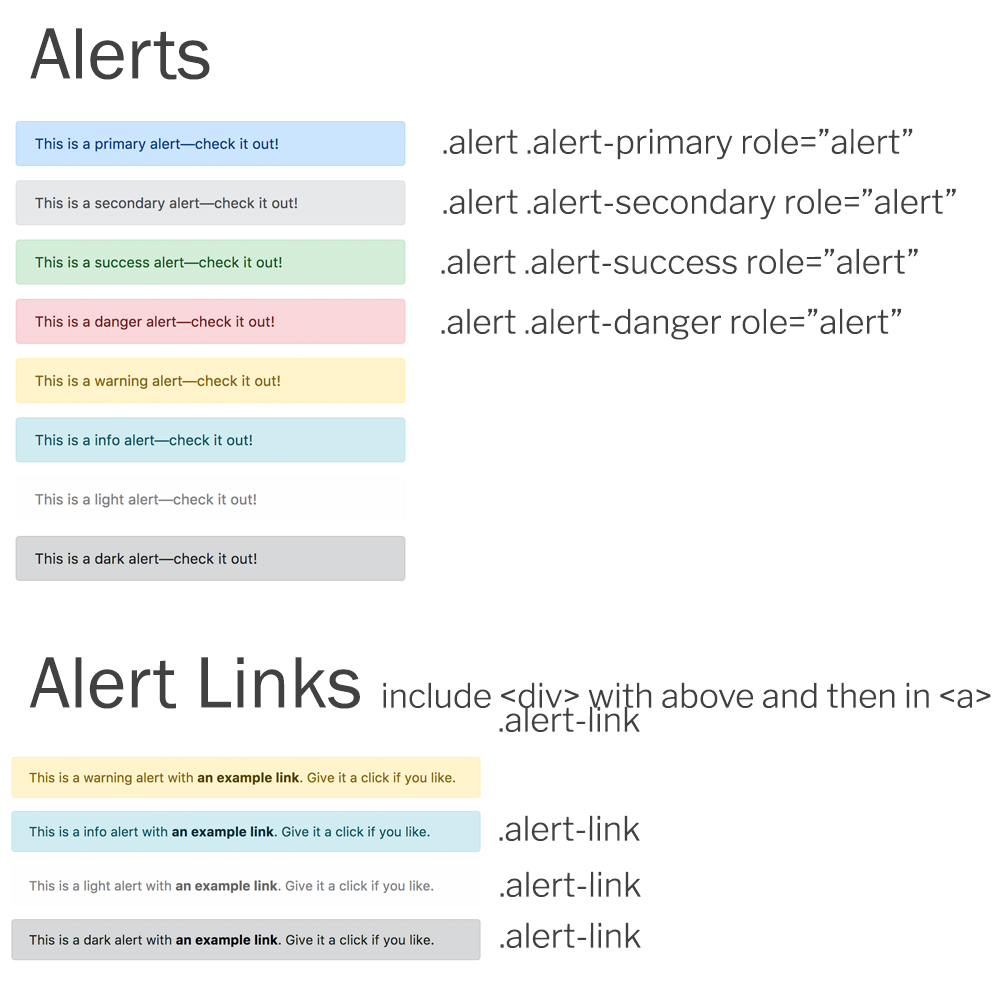 Alerts
This is a primary alert—check it out!
.alert .alert-primary role=”alert”
This is a secondary alert—check it out!
.alert .alert-secondary role=”alert”
This is a success alert—check it out!
.alert .alert-success role=”alert”
This is a danger alert—check it out!
.alert .alert-danger role=”alert”
This is a warning alert—check it out!
This is a info alert—check it out!
This is a light alert—check it out!
This is a dark alert—check it out!
Alert Links include <div> with above and then in <a>
.alert-link
This is a warning alert with an example link. Give it a click if you like.
This is a info alert with an example link. Give it a click if you like.
.alert-link
This is a light alert with an example link. Give it a click if you like.
.alert-link
This is a dark alert with an example link. Give it a click if you like.
.alert-link